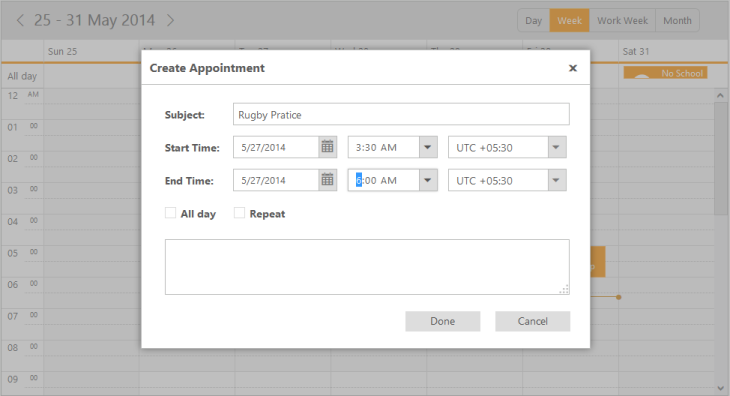 25 - 31 May 2014 Day Week Work Week Month
Sun 25 Sat 31
All day No School
Create Appointment
Subject: Rugby Pratice
Start Time: 5/27/2014 3:30 AM UTC +05:30
End Time: 5/27/2014 6:00 AM UTC +05:30
All day Repeat
Done Cancel
12 AM
01 00
02 00
03 00
04 00
05 00
06 00
07 00
08 00
09 00